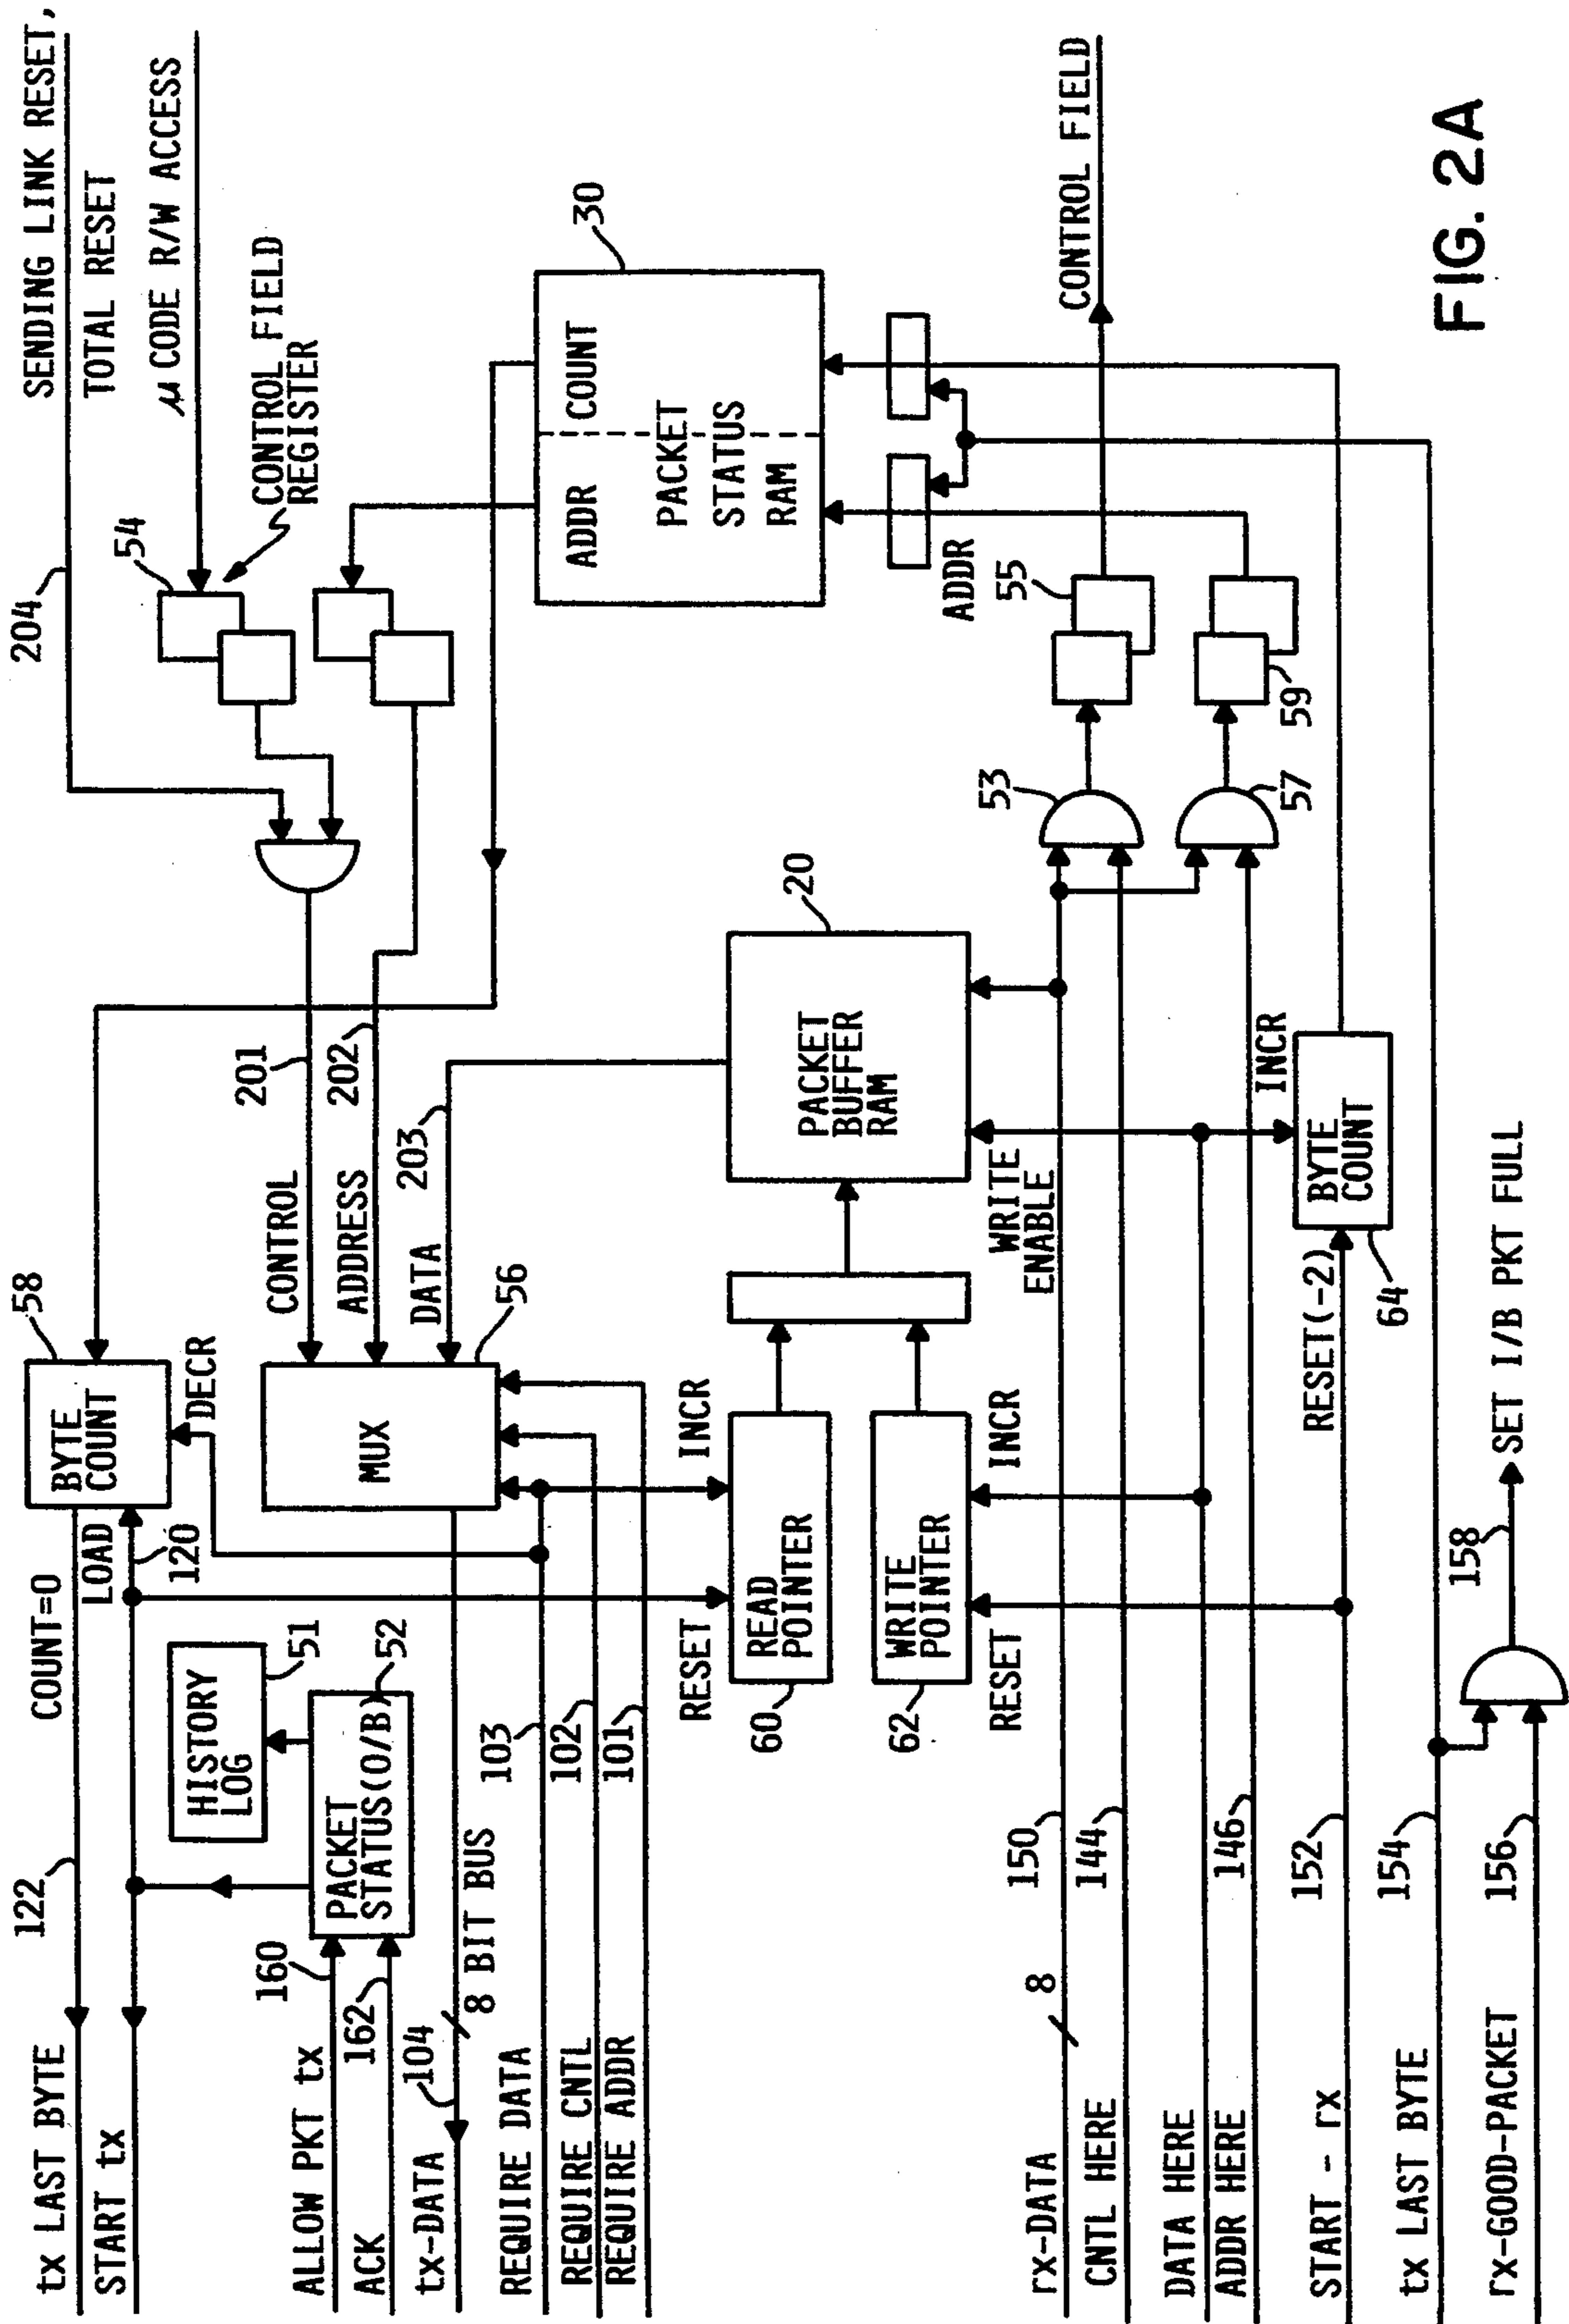 SENDING LINK RESET,
204
TOTAL RESET
μ CODE R/W ACCESS
54
CONTROL FIELD
REGISTER
tx LAST BYTE
122
COUNT=0
BYTE
COUNT
58
START tx
LOAD
120
DECR
HISTORY
LOG
51
ALLOW PKT tx
160
PACKET
STATUS(O/B)
52
ACK
162
tx-DATA
104
8 BIT BUS
MUX
56
CONTROL
201
ADDRESS
202
DATA
203
REQUIRE DATA
103
REQUIRE CNTL
102
REQUIRE ADDR
101
RESET
INCR
READ
POINTER
60
WRITE
POINTER
62
RESET
INCR
PACKET
BUFFER
RAM
20
WRITE
ENABLE
ADDR
COUNT
PACKET
STATUS
RAM
30
ADDR
rx-DATA
8
150
53
55
CONTROL FIELD
CNTL HERE
144
DATA HERE
57
59
ADDR HERE
146
INCR
BYTE
COUNT
64
START - rx
152
RESET(-2)
tx LAST BYTE
154
rx-GOOD-PACKET
156
158
SET I/B PKT FULL
FIG. 2A